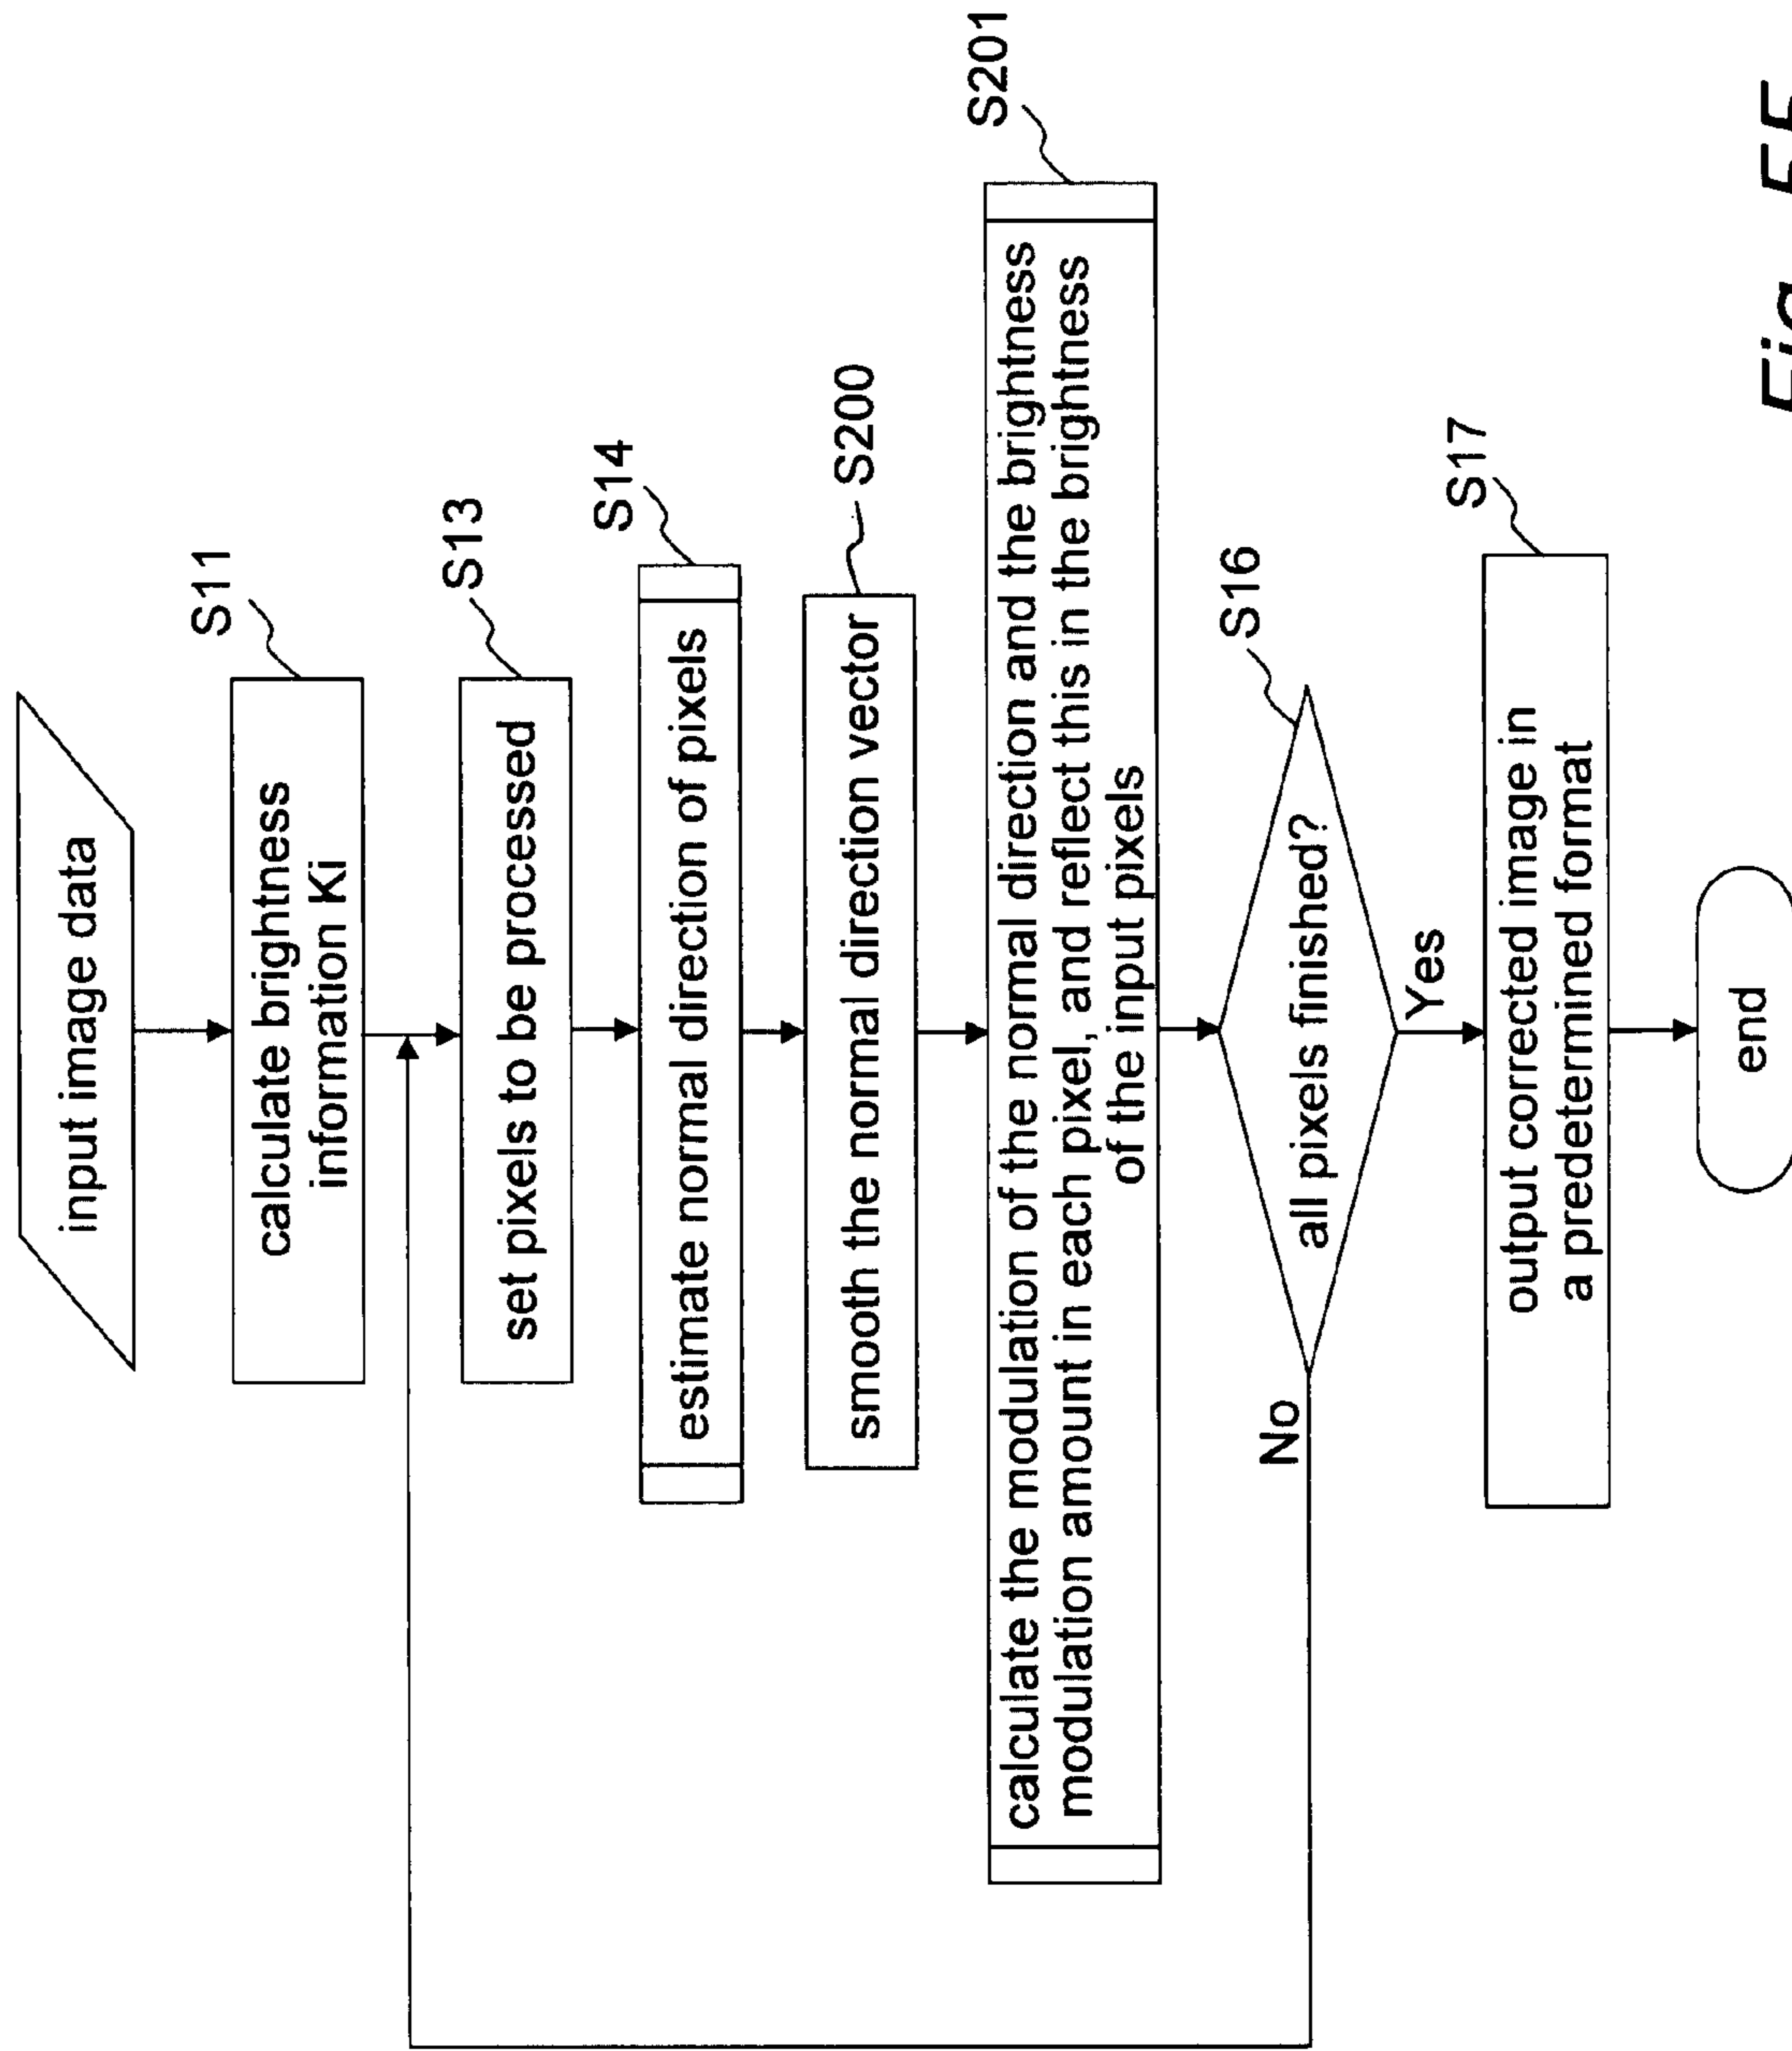 input image data
S11
calculate brightness
information Ki
S13
set pixels to be processed
S14
estimate normal direction of pixels
S200
smooth the normal direction vector
S201
calculate the modulation of the normal direction and the brightness
modulation amount in each pixel, and reflect this in the brightness
of the input pixels
S16
all pixels finished?
No
Yes
S17
output corrected image in
a predetermined format
end